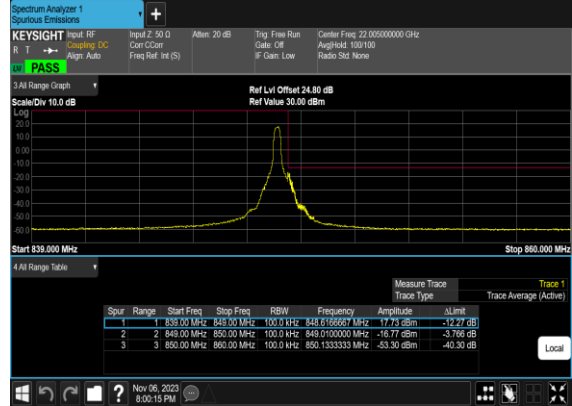 Spectrum Analyzer 1
Spurious Emissions
+
KEYSIGHT Input: RF Input Z: 50 Ω Atten: 20 dB Trig: Free Run Center Freq: 22.005000000 GHz
R T Coupling: DC Corr CCorr Gate: Off Avg|Hold: 100/100
Align: Auto Freq Ref: Int (S) IF Gain: Low Radio Std: None
PASS
3 All Range Graph
Ref Lvl Offset 24.80 dB
Scale/Div 10.0 dB Ref Value 30.00 dBm
Log
20.0
10.0
0.00
-10.0
-20.0
-30.0
-40.0
-50.0
-60.0
Start 839.000 MHz Stop 860.000 MHz
4 All Range Table
Measure Trace Trace 1
Trace Type Trace Average (Active)
Spur Range Start Freq Stop Freq RBW Frequency Amplitude ΔLimit
1 1 839.00 MHz 849.00 MHz 100.0 kHz 848.6166667 MHz 17.73 dBm -12.27 dB
2 2 849.00 MHz 850.00 MHz 100.0 kHz 849.0100000 MHz -16.77 dBm -3.766 dB
3 3 850.00 MHz 860.00 MHz 100.0 kHz 850.1333333 MHz -53.30 dBm -40.30 dB
Local
? Nov 06, 2023
8:00:15 PM